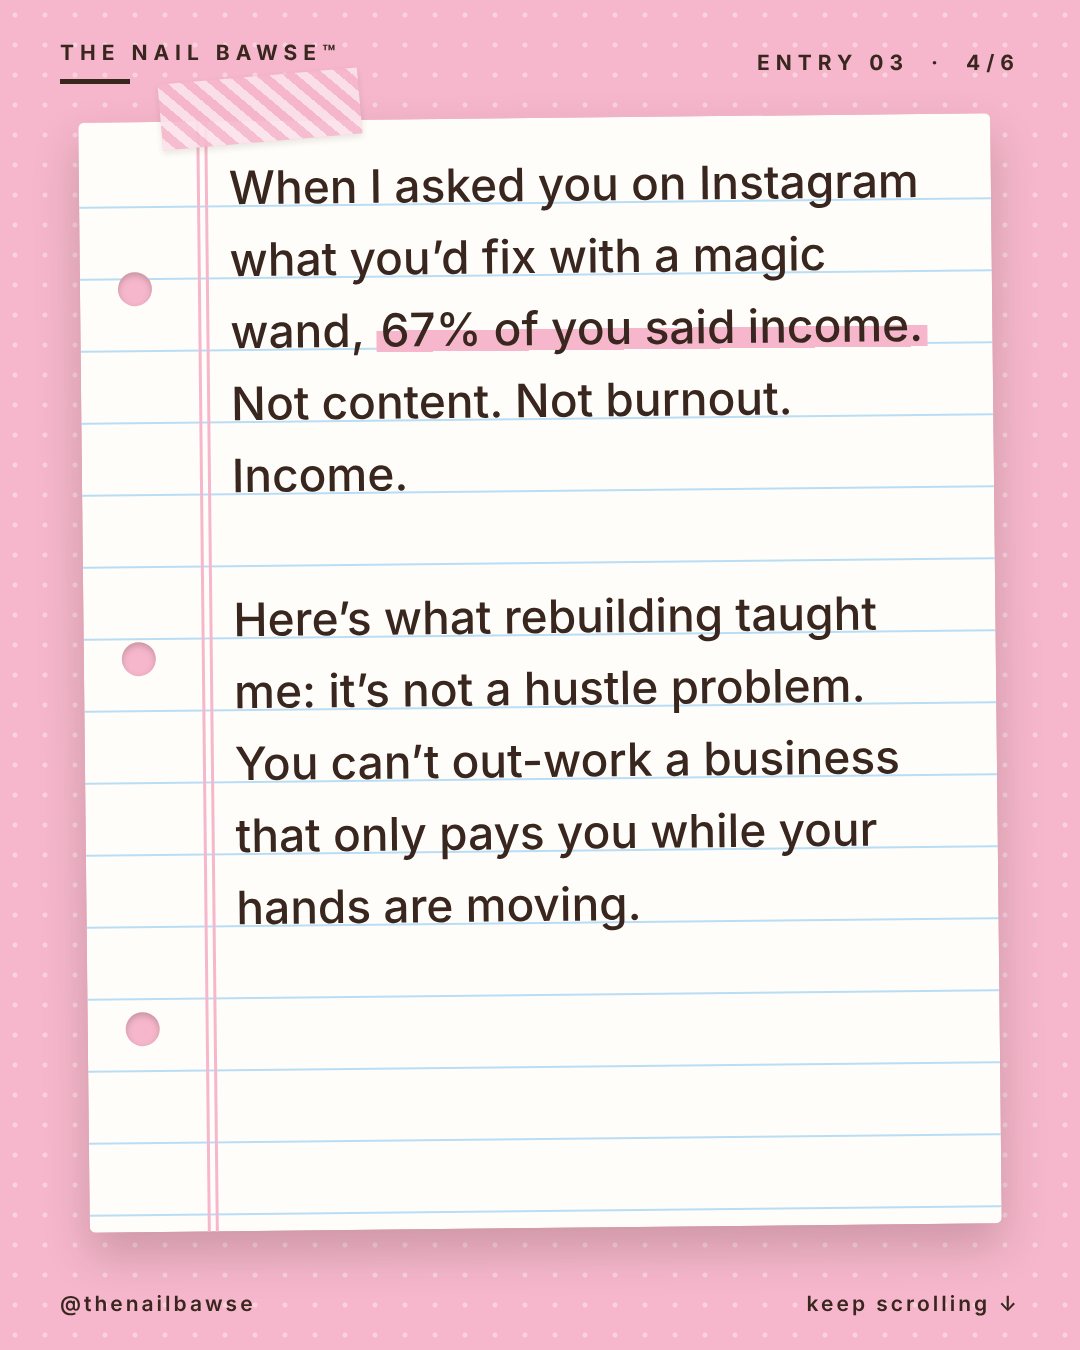 THE NAIL BAWSE™
ENTRY 03 · 4/6
When I asked you on Instagram
what you’d fix with a magic
wand, 67% of you said income.
Not content. Not burnout.
Income.
Here’s what rebuilding taught
me: it’s not a hustle problem.
You can’t out-work a business
that only pays you while your
hands are moving.
@thenailbawse
keep scrolling ↓